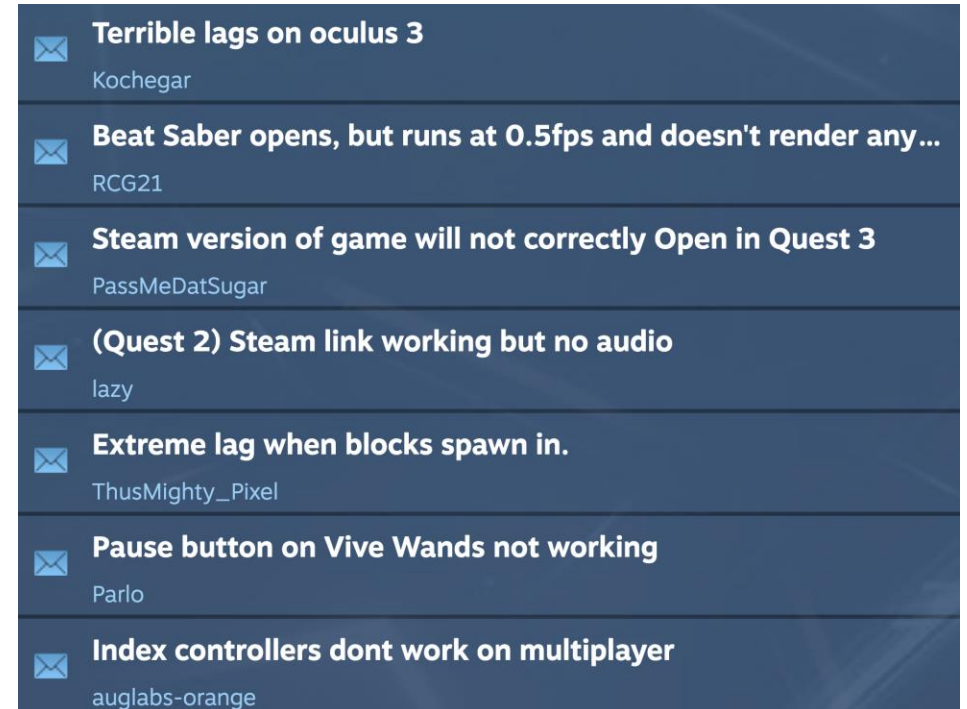 Terrible lags on oculus 3
Kochegar
Beat Saber opens, but runs at 0.5fps and doesn't render any...
RCG21
Steam version of game will not correctly Open in Quest 3
PassMeDatSugar
(Quest 2) Steam link working but no audio
lazy
Extreme lag when blocks spawn in.
ThusMighty_Pixel
Pause button on Vive Wands not working
Parlo
Index controllers dont work on multiplayer
auglabs-orange